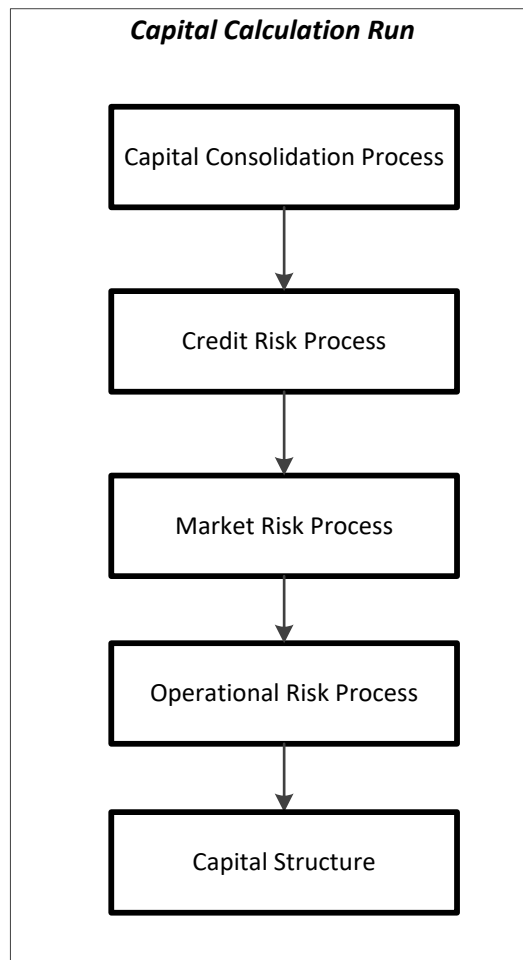 Capital Calculation Run
Capital Consolidation Process
Credit Risk Process
Market Risk Process
Operational Risk Process
Capital Structure